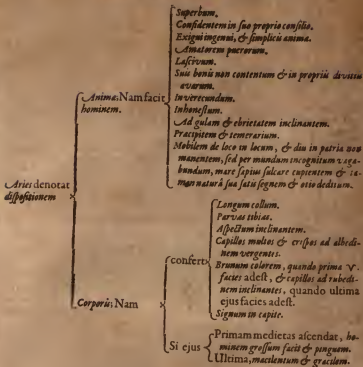 Superbum.
Confidentem in suo proprio consilio.
Exigui ingenii, & simplicis animæ.
Amatorem puerorum.
Lascivum.
Suis bonis non contentum & in propriis divitiis
avarum.
Inverecundum.
Inhonestum.
Ad gulam & ebrietatem inclinantem.
Præcipitem & temerarium.
Mobilem de loco in locum, & diu in patria non
manentem, sed per mundum incognitum vaga-
bundum, mare sæpius sulcare cupientem & ta-
men naturâ sua satis segnem & otio deditum.
Animæ; Nam facit
hominem.
Aries denotat
dispositionem
Corporis; Nam
confert
Longum collum.
Parvas tibias.
Aspectum inclinantem.
Capillos multos & crispos ad albedi-
nem vergentes.
Brunum colorem, quando prima ♈.
facies adest, & capillos ad rubedi-
nem inclinantes, quando ultima
ejus facies adest.
Signum in capite.
Si ejus
Primam medietas ascendat, ho-
minem grossum facit & pinguem.
Ultima, macilentum & gracilem.